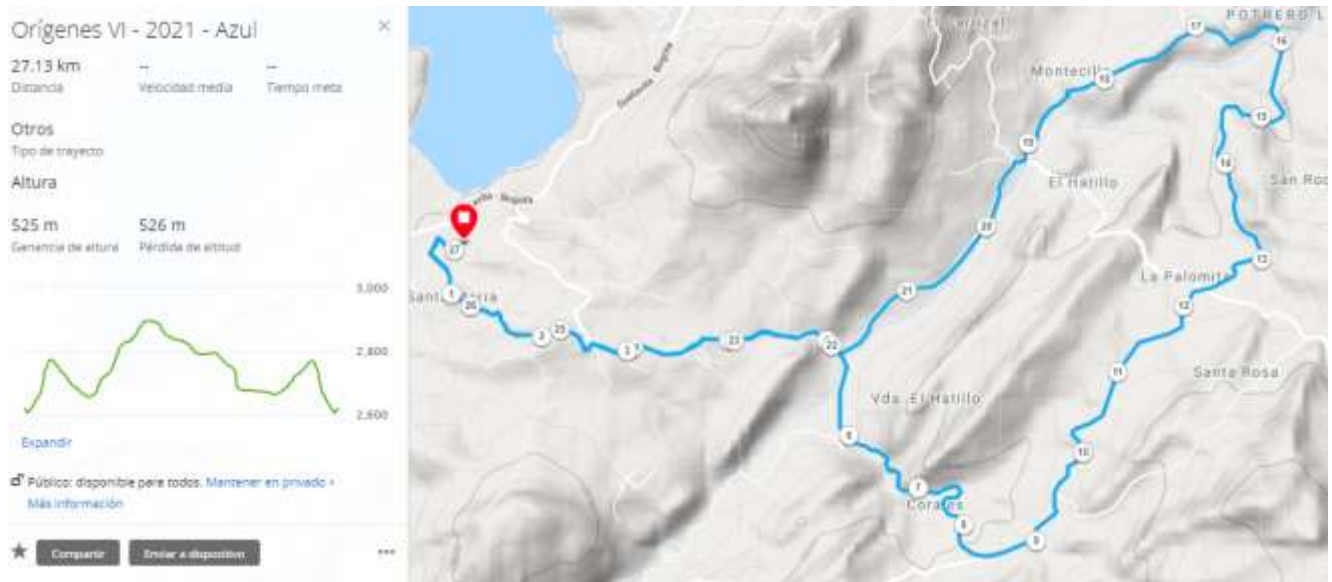 Orígenes VI - 2021 - Azul
27.13 km
--
--
Distancia
Velocidad media
Tiempo meta
Otros
Tipo de trayecto
Altura
525 m
526 m
Ganancia de altura
Pérdida de altitud
3,000
2,800
2,600
Expandir
Público: disponible para todos. Mantener en privado
Más información
Compartir
Enviar a dispositivo
•••
POTRERO L
17
16
Montecillo
18
15
19
14
El Hatillo
San Roq
20
13
La Palomita
27
1
26
21
12
2
25
3
23
22
11
Santa Rosa
Vda. El Hatillo
6
10
7
Corales
8
9